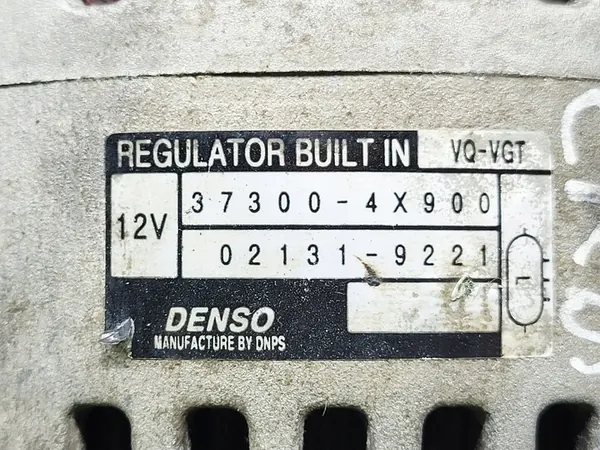 REGULATOR BUILT IN VQ-VGT
12V
37300-4X900
02131-9221
L
DENSO
MANUFACTURE BY DNPS